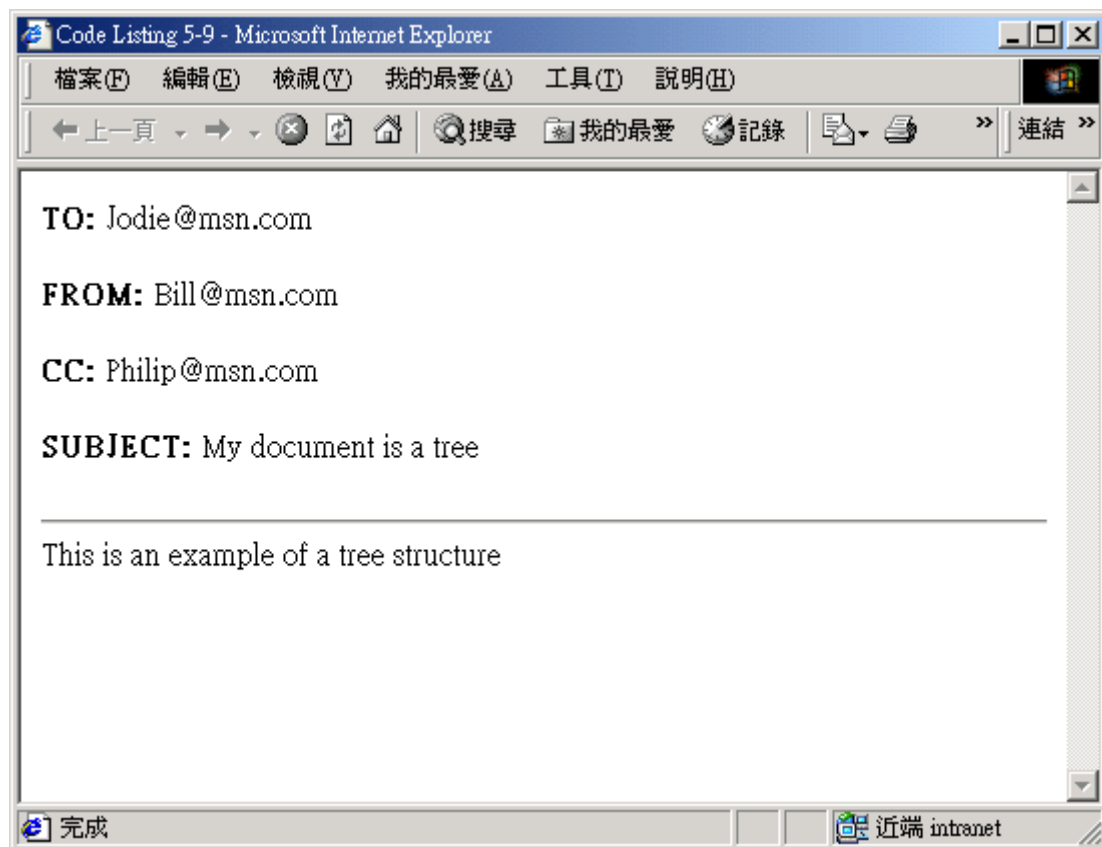 Code Listing 5-9 - Microsoft Internet Explorer
檔案(F) 編輯(E) 檢視(V) 我的最愛(A) 工具(T) 說明(H)
上一頁 搜尋 我的最愛 記錄 » 連結 »
TO: Jodie@msn.com
FROM: Bill@msn.com
CC: Philip@msn.com
SUBJECT: My document is a tree
This is an example of a tree structure
完成 近端 intranet